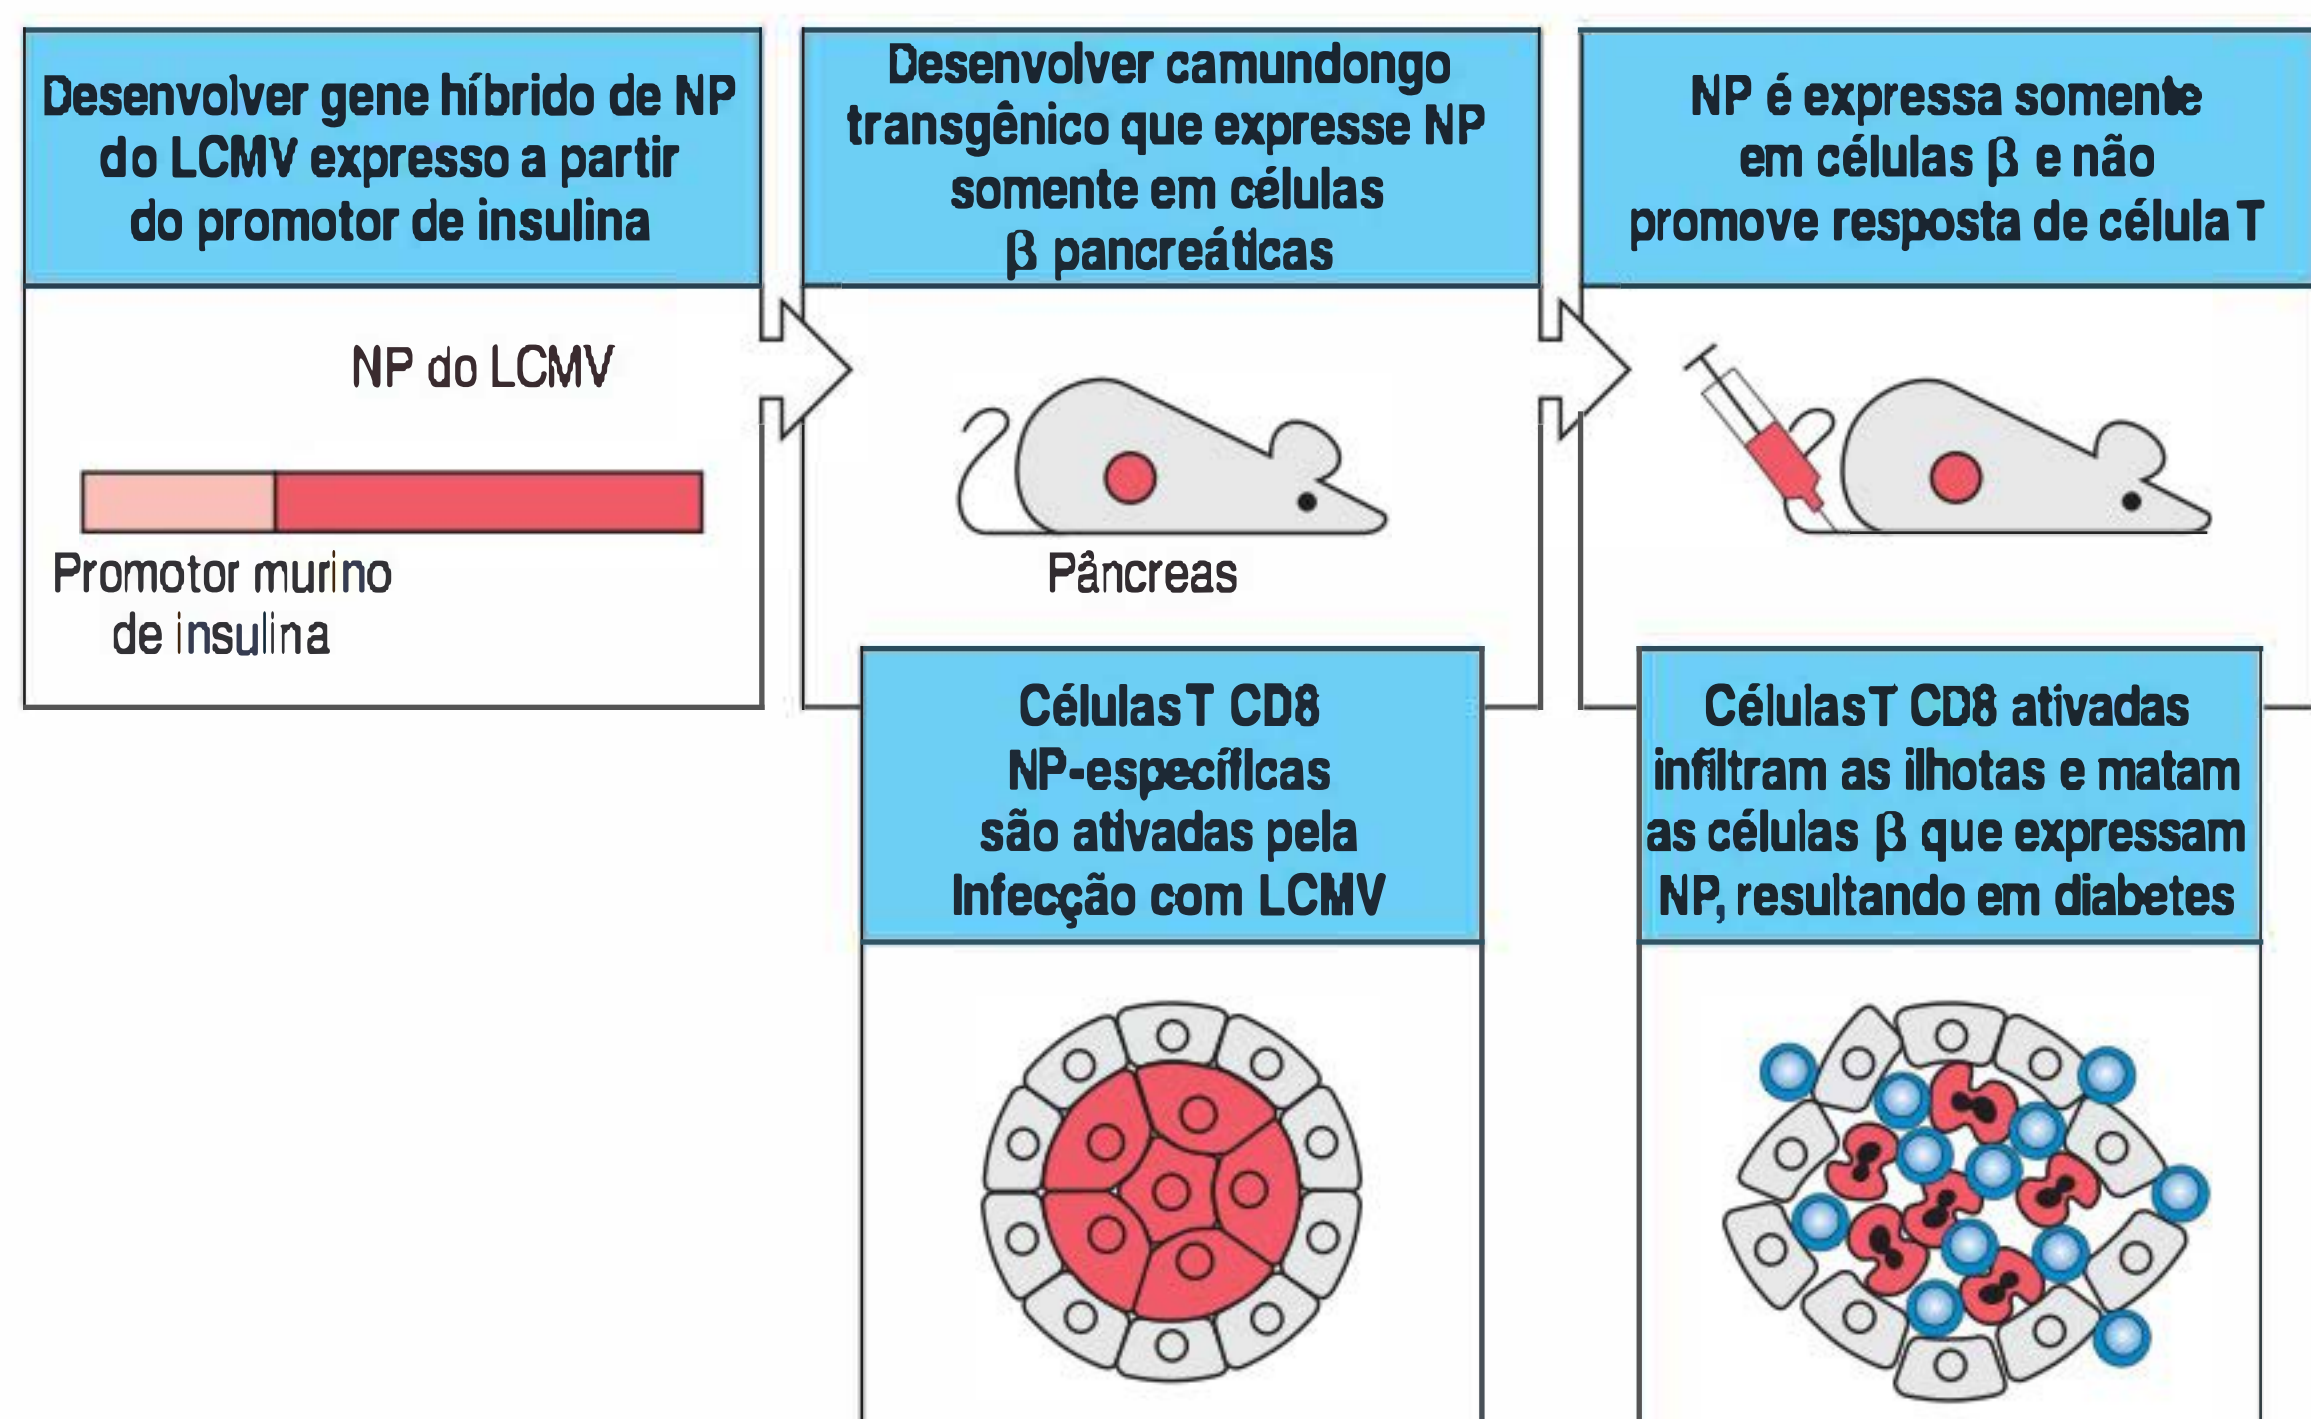 Desenvolver gene híbrido de NP
do LCMV expresso a partir
do promotor de insulina
NP do LCMV
Promotor murino
de insulina
Desenvolver camundongo
transgênico que expresse NP
somente em células
β pancreáticas
Pâncreas
NP é expressa somente
em células β e não
promove resposta de célula T
Células T CD8
NP-específicas
são ativadas pela
Infecção com LCMV
Células T CD8 ativadas
infiltram as ilhotas e matam
as células β que expressam
NP, resultando em diabetes